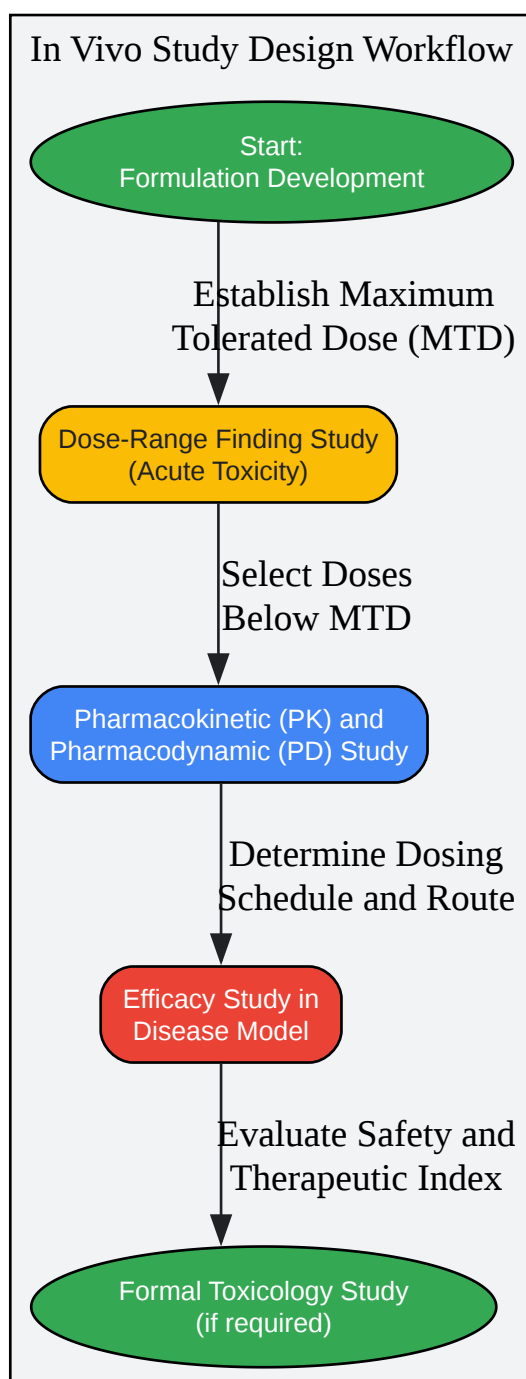 In Vivo Study Design Workflow
Start:
Formulation Development
Establish Maximum
Tolerated Dose (MTD)
Dose-Range Finding Study
(Acute Toxicity)
Select Doses
Below MTD
Pharmacokinetic (PK) and
Pharmacodynamic (PD) Study
Determine Dosing
Schedule and Route
Efficacy Study in
Disease Model
Evaluate Safety and
Therapeutic Index
Formal Toxicology Study
(if required)